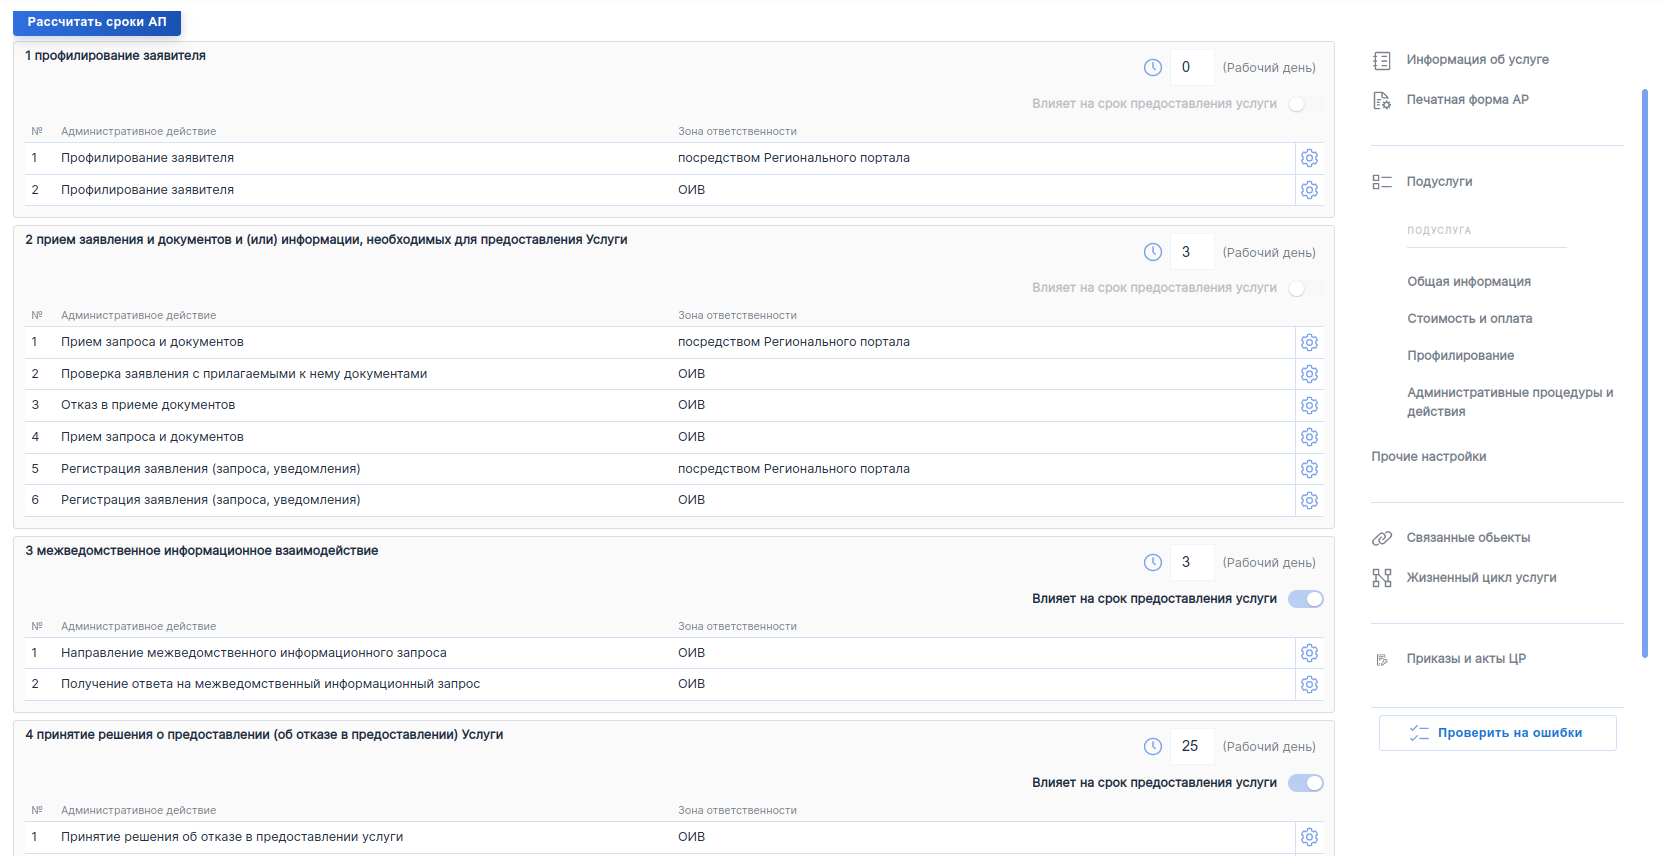 Рассчитать сроки АП
1 профилирование заявителя
0 (Рабочий день)
Влияет на срок предоставления услуги
№ Административное действие Зона ответственности
1 Профилирование заявителя посредством Регионального портала
2 Профилирование заявителя ОИВ
2 прием заявления и документов и (или) информации, необходимых для предоставления Услуги
3 (Рабочий день)
Влияет на срок предоставления услуги
№ Административное действие Зона ответственности
1 Прием запроса и документов посредством Регионального портала
2 Проверка заявления с прилагаемыми к нему документами ОИВ
3 Отказ в приеме документов ОИВ
4 Прием запроса и документов ОИВ
5 Регистрация заявления (запроса, уведомления) посредством Регионального портала
6 Регистрация заявления (запроса, уведомления) ОИВ
3 межведомственное информационное взаимодействие
3 (Рабочий день)
Влияет на срок предоставления услуги
№ Административное действие Зона ответственности
1 Направление межведомственного информационного запроса ОИВ
2 Получение ответа на межведомственный информационный запрос ОИВ
4 принятие решения о предоставлении (об отказе в предоставлении) Услуги
25 (Рабочий день)
Влияет на срок предоставления услуги
№ Административное действие Зона ответственности
1 Принятие решения об отказе в предоставлении услуги ОИВ
Информация об услуге
Печатная форма АР
Подуслуги
ПОДУСЛУГА
Общая информация
Стоимость и оплата
Профилирование
Административные процедуры и
действия
Прочие настройки
Связанные обьекты
Жизненный цикл услуги
Приказы и акты ЦР
Проверить на ошибки